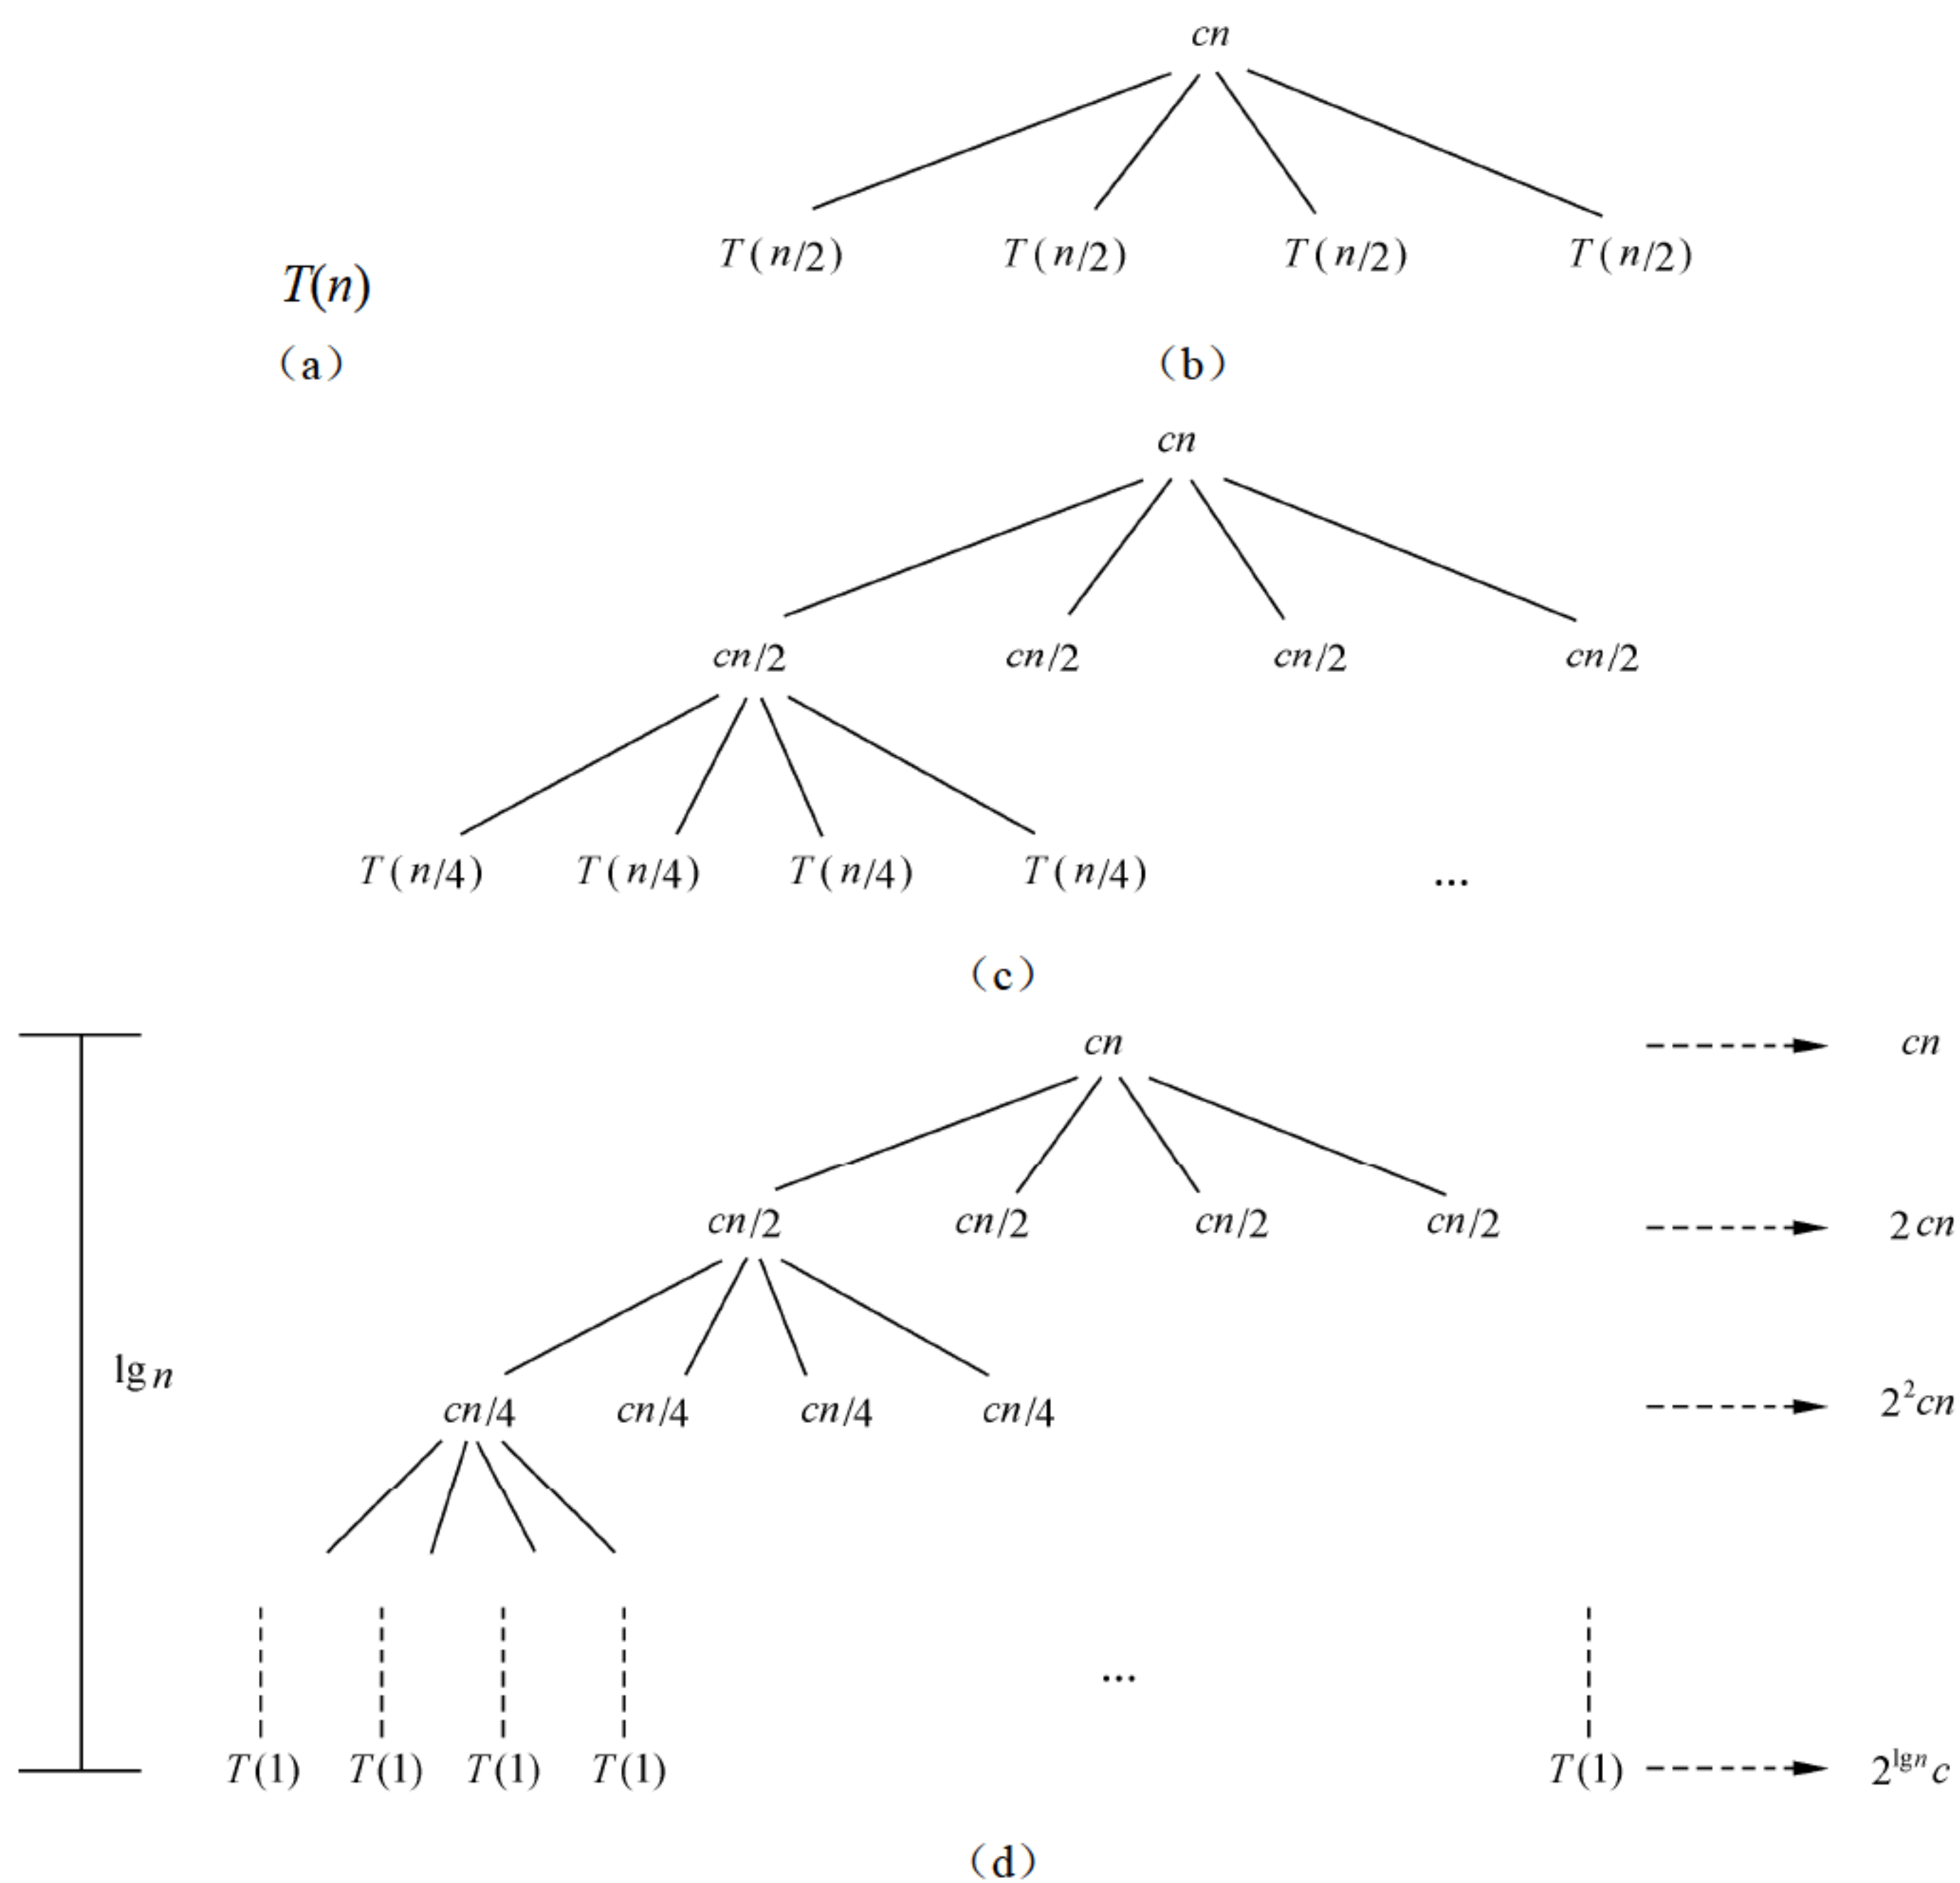 cn
T(n/2) T(n/2) T(n/2) T(n/2)
T(n)
（a） （b）
cn
cn/2 cn/2 cn/2 cn/2
T(n/4) T(n/4) T(n/4) T(n/4) ...
（c）
cn cn
cn/2 cn/2 cn/2 cn/2 2cn
lg n
cn/4 cn/4 cn/4 cn/4 2²cn
...
T(1) T(1) T(1) T(1) T(1) 2^{lg n} c
（d）